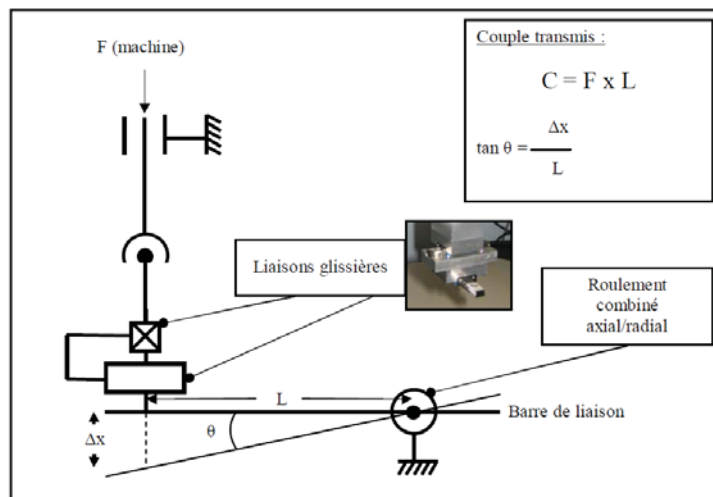 F (machine)
Couple transmis :
C = F x L
tan θ = Δx
L
Liaisons glissières
Roulement
combiné
axial/radial
L
Barre de liaison
Δx
θ